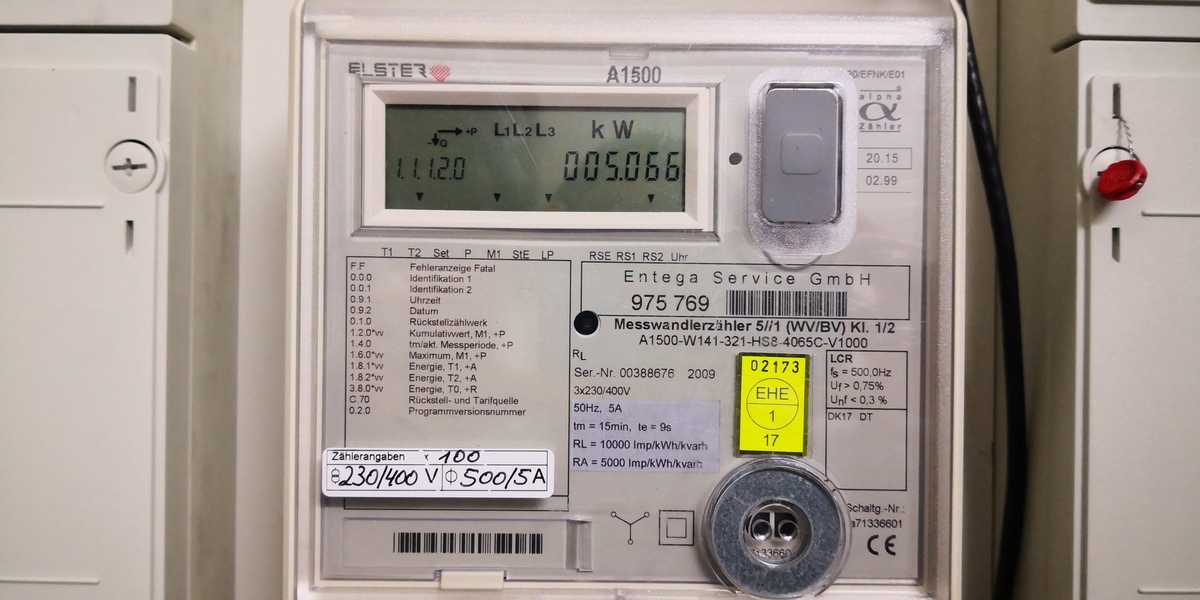 ELSTER
A1500
30/EFNK/E01
alpha
α
Zähler
+P L1L2L3 kW
-Q
1.1.1.2.0 005.066
20.15
02.99
T1 T2 Set P M1 StE LP RSE RS1 RS2 Uhr
F.F Fehleranzeige Fatal
0.0.0 Identifikation 1
0.0.1 Identifikation 2
0.9.1 Uhrzeit
0.9.2 Datum
0.1.0 Rückstellzählwerk
1.2.0*vv Kumulativwert, M1, +P
1.4.0 tm/akt. Messperiode, +P
1.6.0*vv Maximum, M1, +P
1.8.1*vv Energie, T1, +A
1.8.2*vv Energie, T2, +A
3.8.0*vv Energie, T0, +R
C.70 Rückstell- und Tarifquelle
0.2.0 Programmversionsnummer
Entega Service GmbH
975 769
Messwandlerzähler 5//1 (WV/BV) Kl. 1/2
A1500-W141-321-HS8-4065C-V1000
RL
Ser.-Nr. 00388676 2009
3x230/400V
50Hz, 5A
tm = 15min, te = 9s
RL = 10000 Imp/kWh/kvarh
RA = 5000 Imp/kWh/kvarh
02173
EHE
1
17
LCR
fs = 500,0Hz
Uf > 0,75%
Unf < 0,3 %
DK17 DT
Zählerangaben x 100
230/400 V 500/5 A
Schaltg.-Nr.:
a71336601
CE